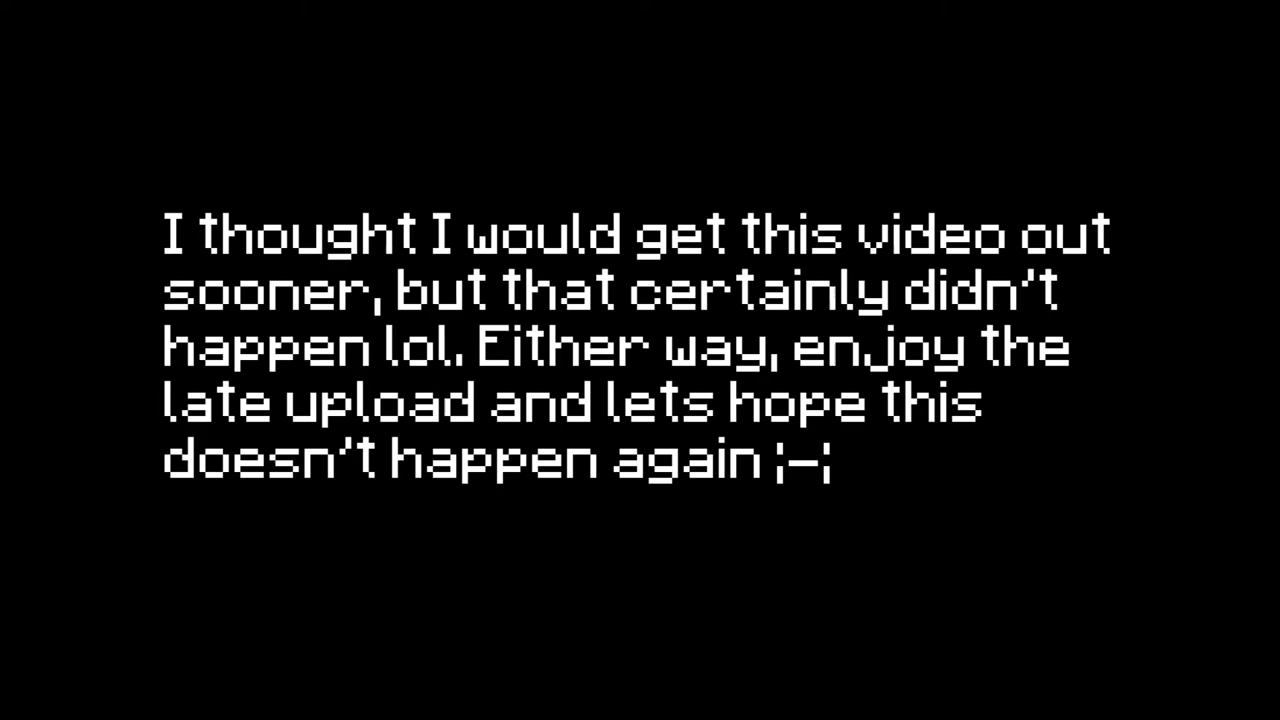 I thought I would get this video out
sooner, but that certainly didn't
happen lol. Either way, enjoy the
late upload and lets hope this
doesn't happen again ¦-¦